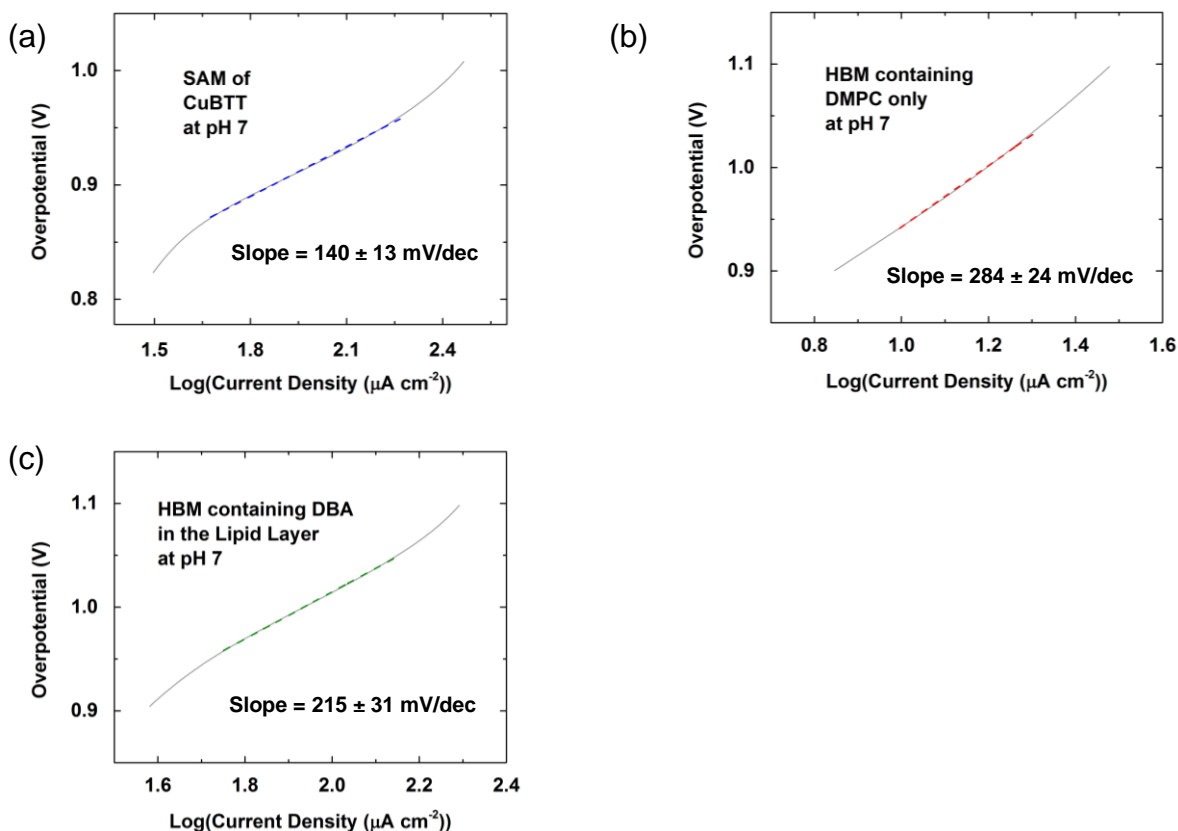 (a)
1.0
0.9
0.8
Overpotential (V)
SAM of
CuBTT
at pH 7
Slope = 140 ± 13 mV/dec
1.5 1.8 2.1 2.4
Log(Current Density (μA cm-2))
(b)
1.1
1.0
0.9
Overpotential (V)
HBM containing
DMPC only
at pH 7
Slope = 284 ± 24 mV/dec
0.8 1.0 1.2 1.4 1.6
Log(Current Density (μA cm-2))
(c)
1.1
1.0
0.9
Overpotential (V)
HBM containing DBA
in the Lipid Layer
at pH 7
Slope = 215 ± 31 mV/dec
1.6 1.8 2.0 2.2 2.4
Log(Current Density (μA cm-2))